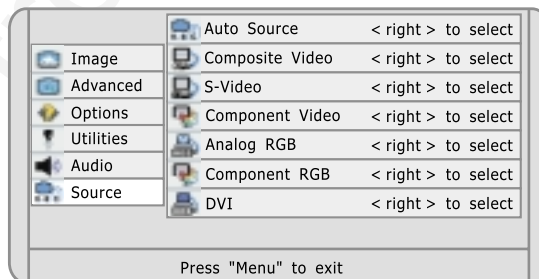 Image
Advanced
Options
Utilities
Audio
Source
Auto Source < right > to select
Composite Video < right > to select
S-Video < right > to select
Component Video < right > to select
Analog RGB < right > to select
Component RGB < right > to select
DVI < right > to select
Press "Menu" to exit